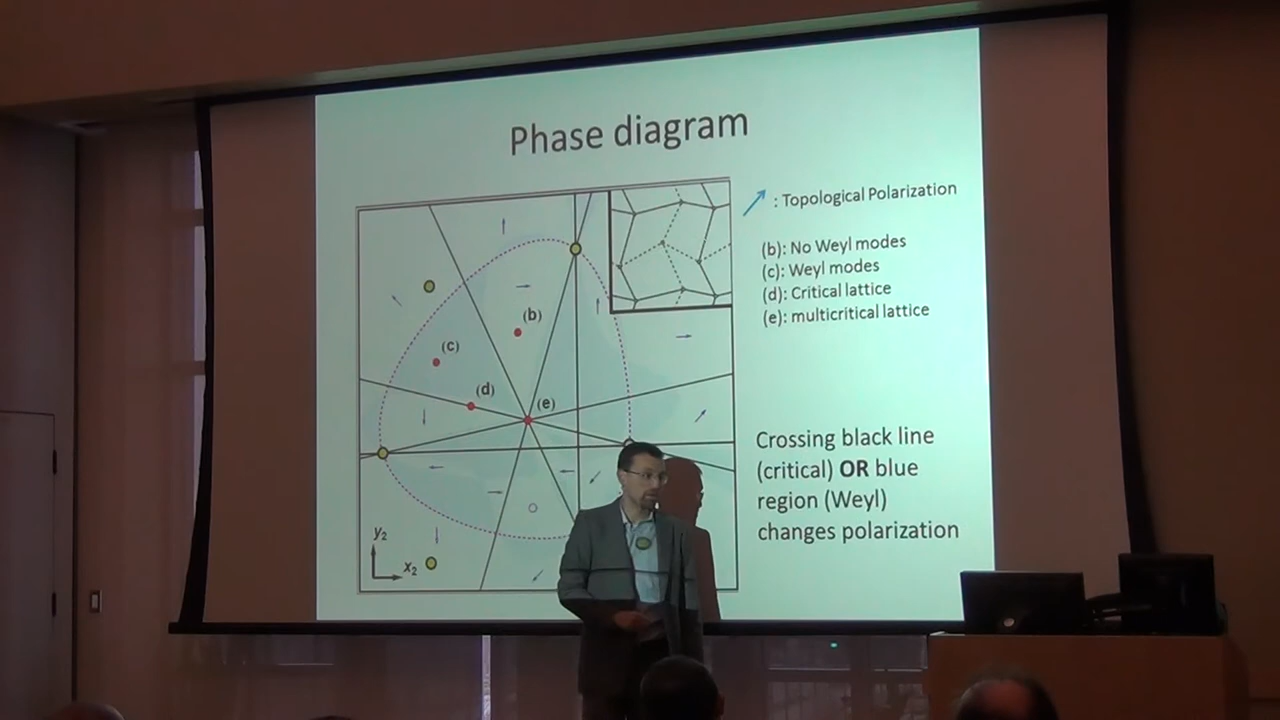 Phase diagram
: Topological Polarization
(b): No Weyl modes
(c): Weyl modes
(d): Critical lattice
(e): multicritical lattice
(b)
(c)
(d)
(e)
Crossing black line
(critical) OR blue
region (Weyl)
changes polarization
y₂
x₂